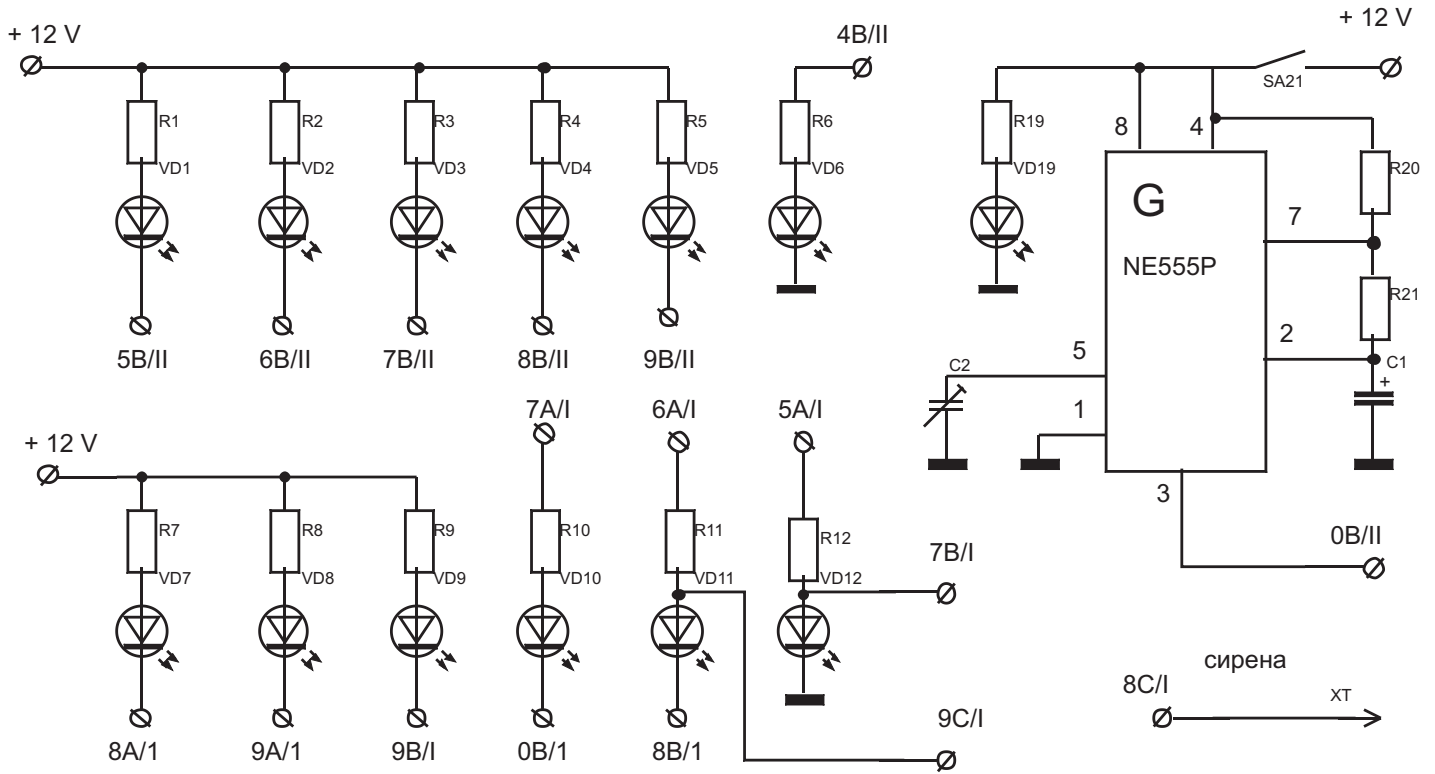 + 12 V
4B/II
+ 12 V
SA21
R1
R2
R3
R4
R5
R6
R19
8
4
VD1
VD2
VD3
VD4
VD5
VD6
VD19
R20
G
7
NE555P
R21
5B/II
6B/II
7B/II
8B/II
9B/II
5
2
C2
C1
+
7A/I
6A/I
5A/I
1
+ 12 V
3
R7
R8
R9
R10
R11
R12
7B/I
0B/II
VD7
VD8
VD9
VD10
VD11
VD12
сирена
8C/I
XT
8A/1
9A/1
9B/I
0B/1
8B/1
9C/I